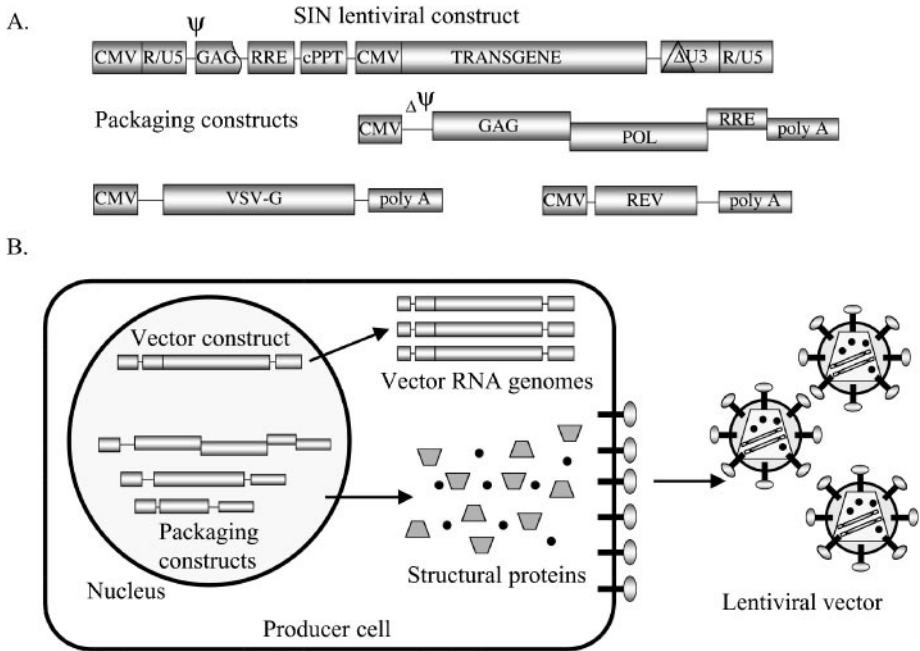 A.
SIN lentiviral construct
Ψ
CMV R/U5 GAG RRE cPPT CMV TRANSGENE ΔU3 R/U5
Packaging constructs
ΔΨ
CMV GAG POL RRE poly A
CMV VSV-G poly A
CMV REV poly A
B.
Vector construct
Vector RNA genomes
Packaging constructs
Structural proteins
Nucleus
Producer cell
Lentiviral vector